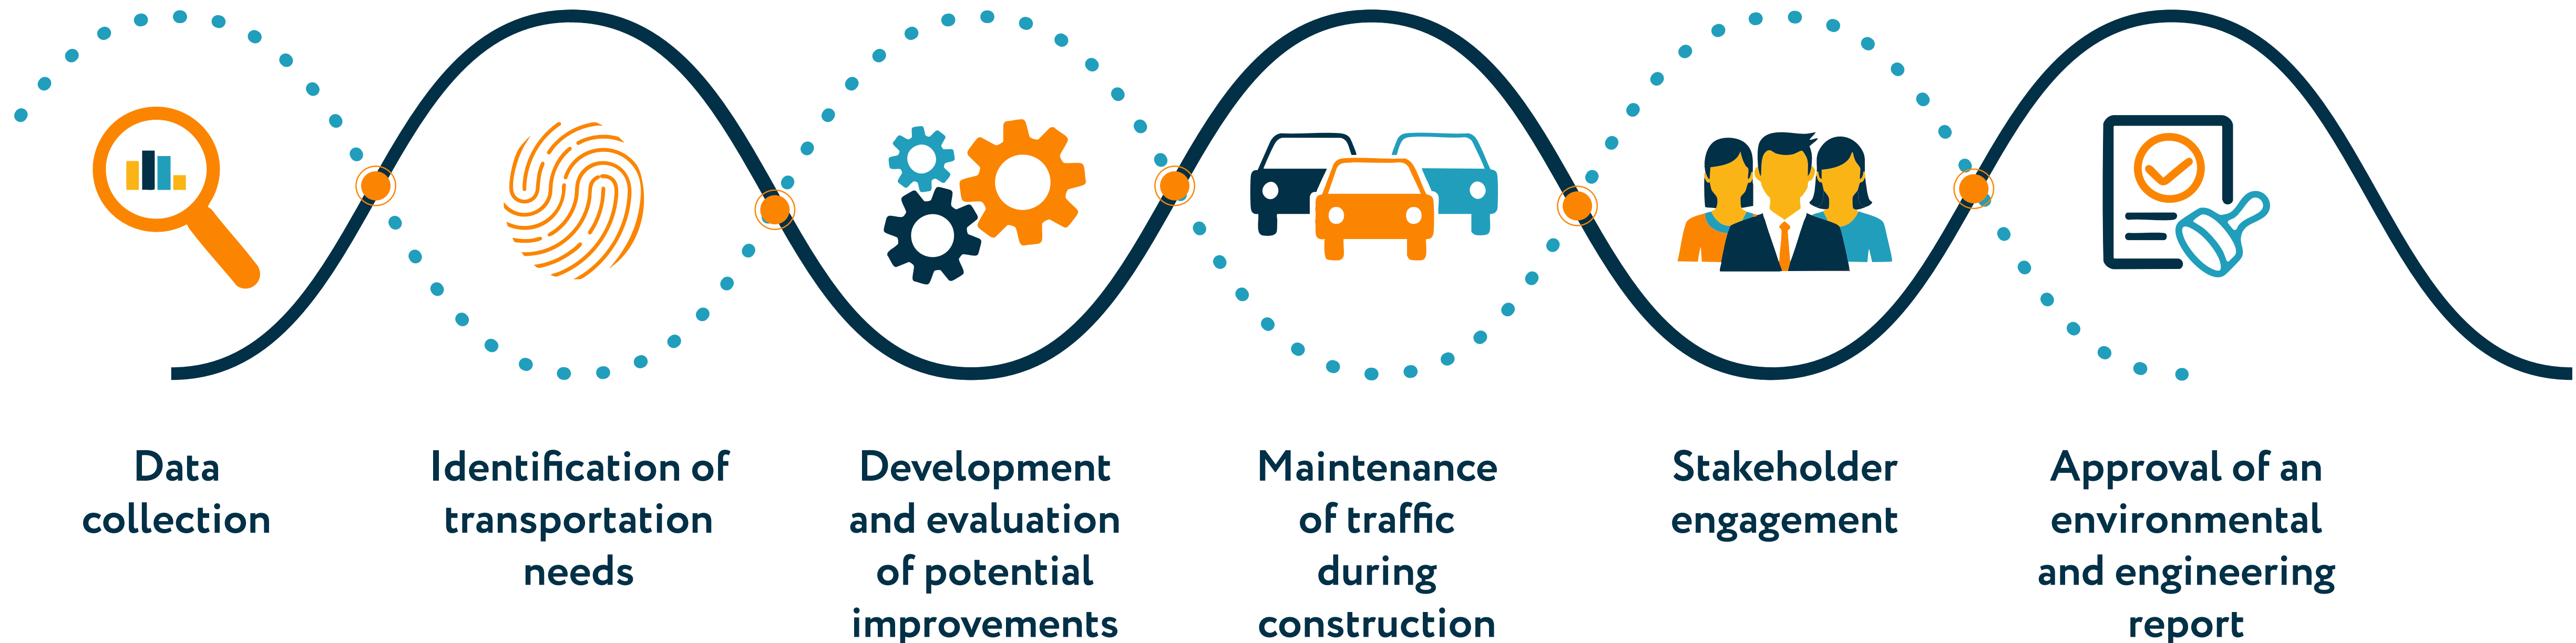 Data
collection
Identification of
transportation
needs
Development
and evaluation
of potential
improvements
Maintenance
of traffic
during
construction
Stakeholder
engagement
Approval of an
environmental
and engineering
report